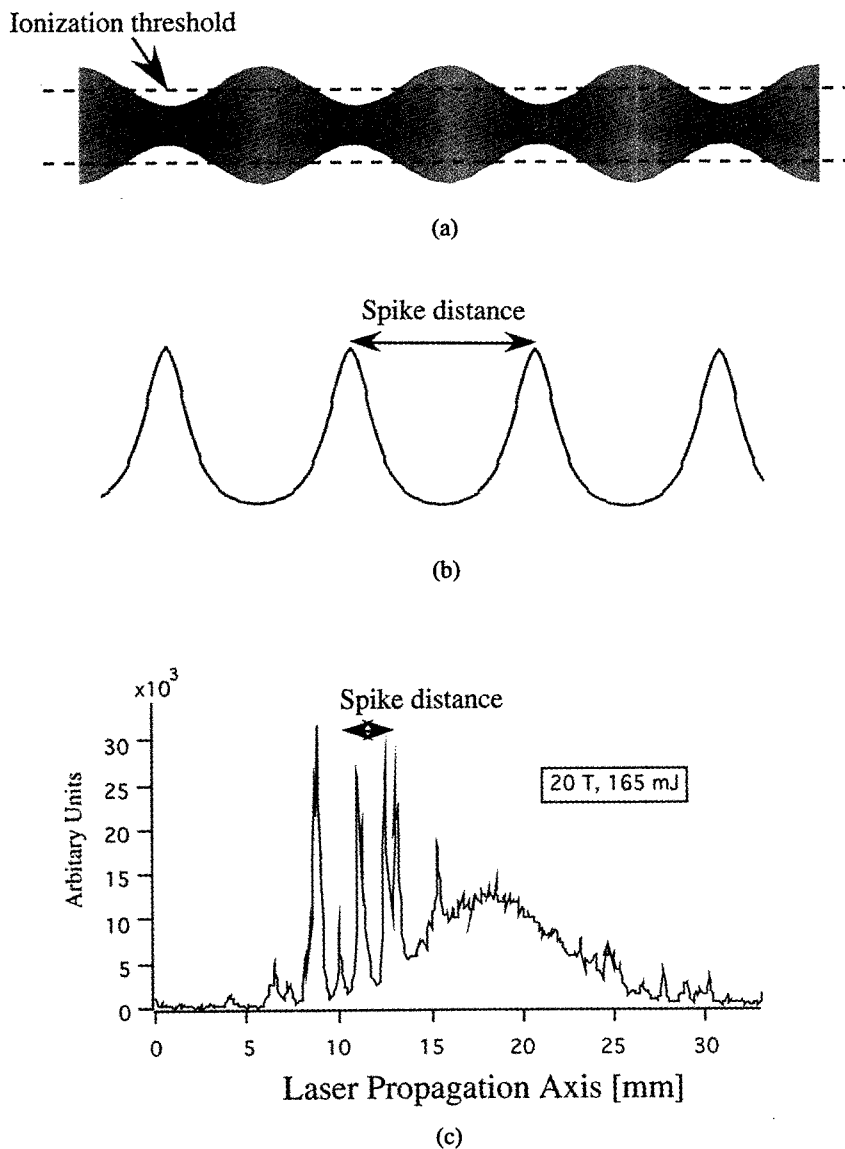 Ionization threshold
(a)
Spike distance
(b)
x10³
Spike distance
30
25
20
15
10
5
0
Arbitary Units
20 T, 165 mJ
0 5 10 15 20 25 30
Laser Propagation Axis [mm]
(c)